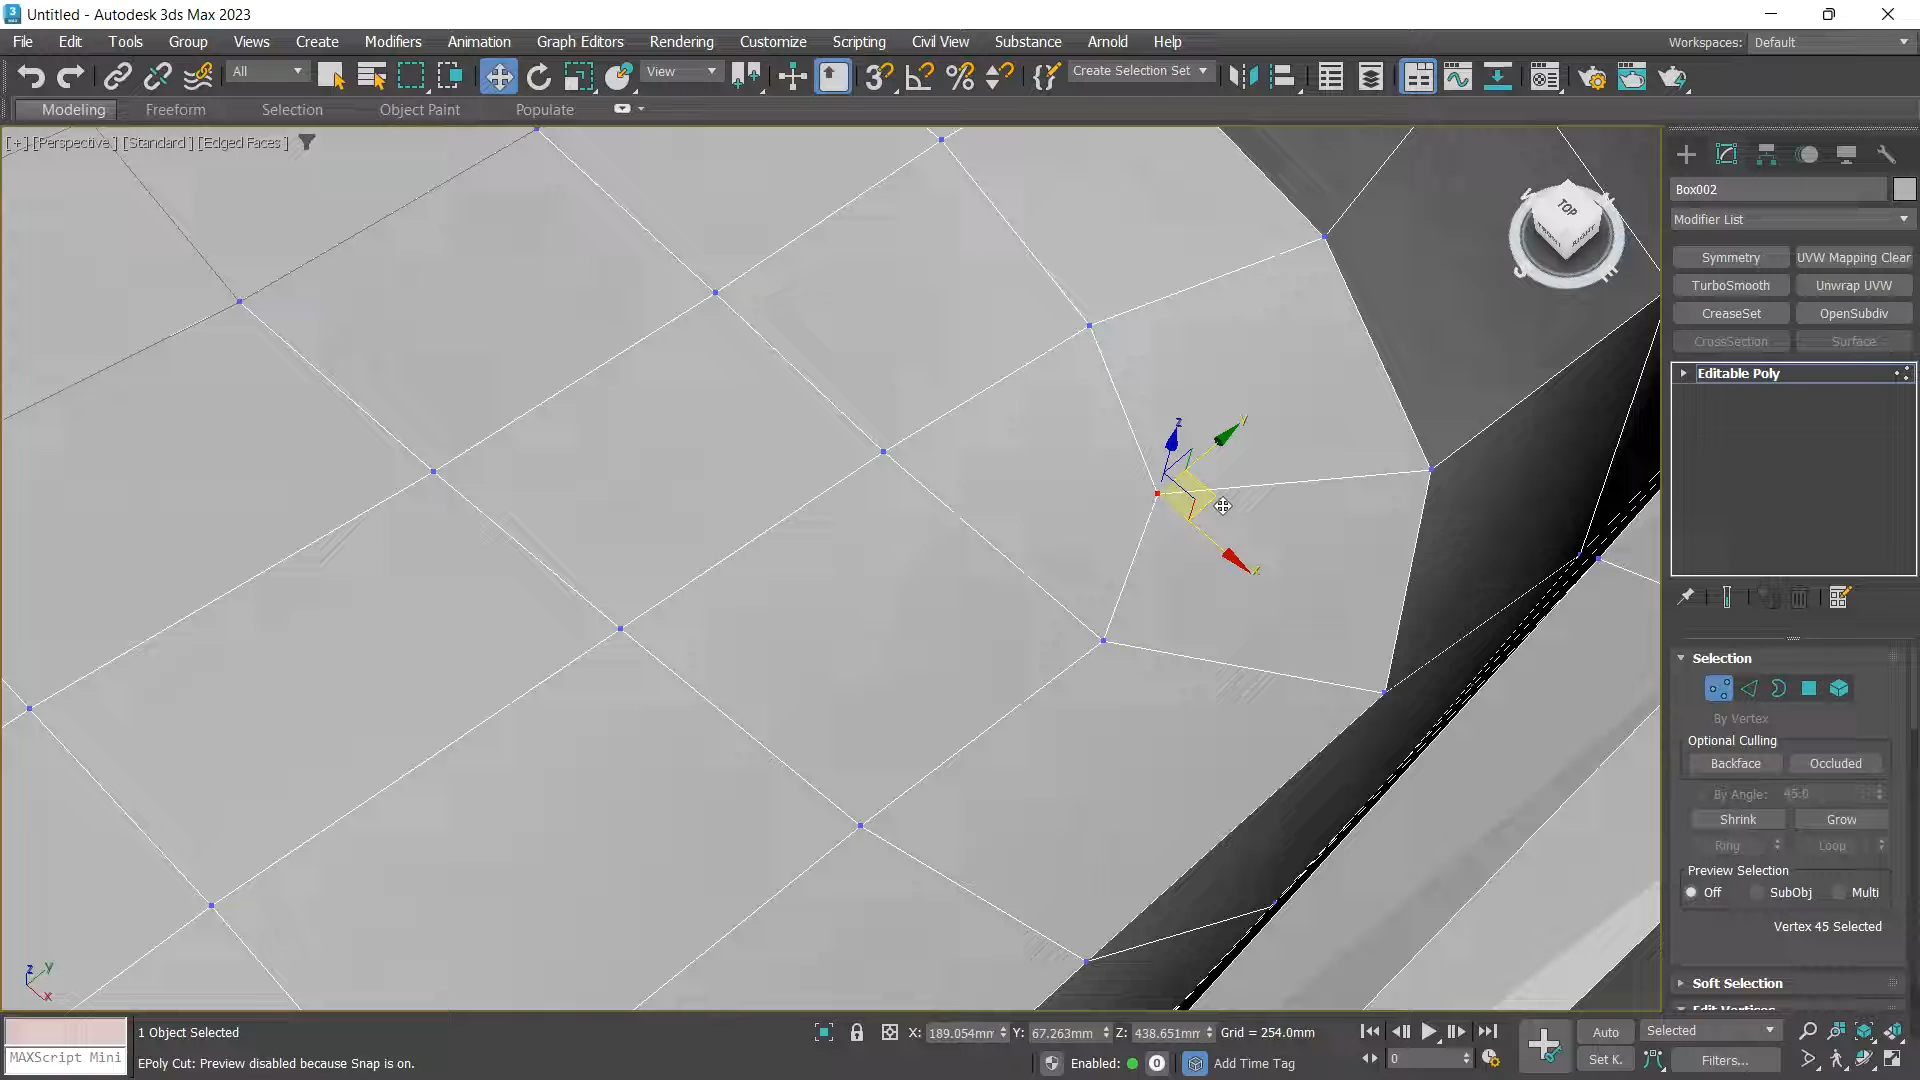 Untitled - Autodesk 3ds Max 2023
File Edit Tools Group Views Create Modifiers Animation Graph Editors Rendering Customize Scripting Civil View Substance Arnold Help
Workspaces: Default
All View Create Selection Set
Modeling Freeform Selection Object Paint Populate
[+] [Perspective] [Standard] [Edged Faces]
TOP
FRONT RIGHT
Box002
Modifier List
Symmetry UVW Mapping Clear
TurboSmooth Unwrap UVW
CreaseSet OpenSubdiv
CrossSection Surface
Editable Poly
z y
x
Selection
By Vertex
Optional Culling
Backface Occluded
By Angle: 45.0
Shrink Grow
Ring Loop
Preview Selection
Off SubObj Multi
Vertex 45 Selected
Soft Selection
Edit Vertices
z y
x
1 Object Selected
X: 189.054mm Y: 67.263mm Z: 438.651mm Grid = 254.0mm
Auto Selected
MAXScript Mini
EPoly Cut: Preview disabled because Snap is on.
Enabled: 0 Add Time Tag
0
Set K. Filters...